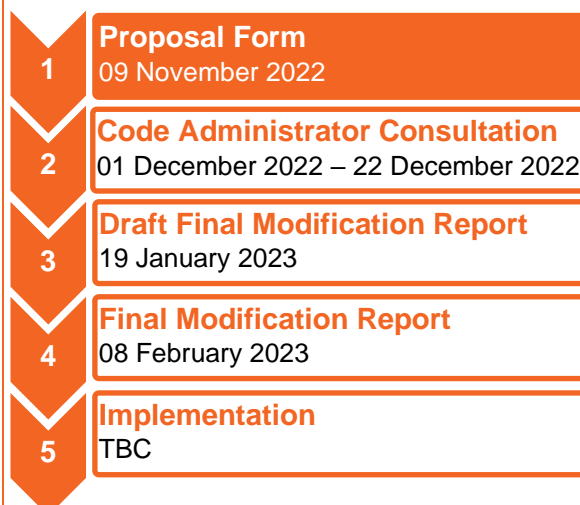 1
Proposal Form
09 November 2022
2
Code Administrator Consultation
01 December 2022 – 22 December 2022
3
Draft Final Modification Report
19 January 2023
4
Final Modification Report
08 February 2023
5
Implementation
TBC